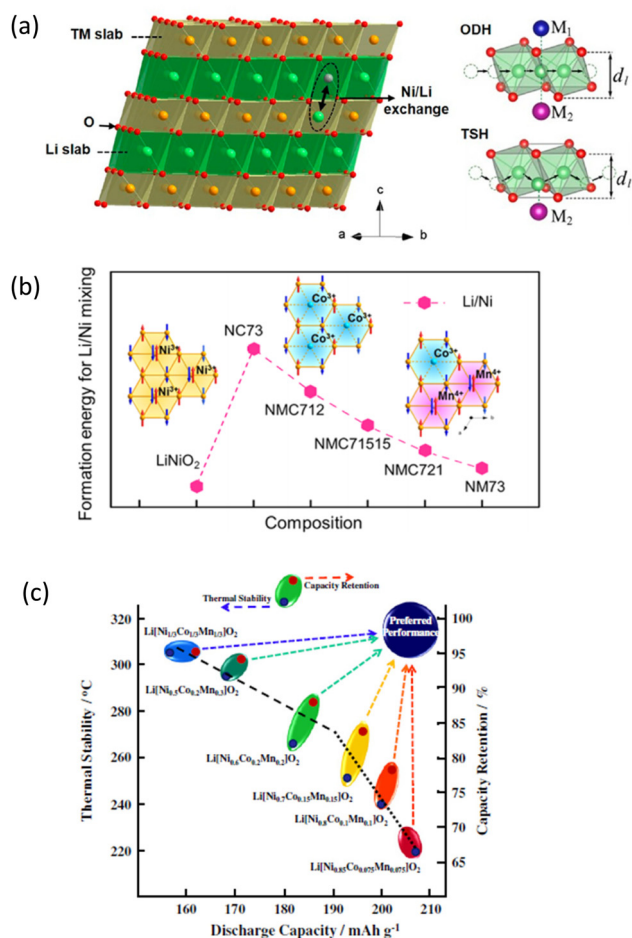 (a)
TM slab
O
Li slab
Ni/Li
exchange
c
a
b
ODH
M₁
dₗ
M₂
TSH
dₗ
M₂
(b)
Formation energy for Li/Ni mixing
Li/Ni
Ni³⁺
Ni³⁺
Ni³⁺
Co³⁺
Co³⁺
Co³⁺
Co³⁺
Mn⁴⁺
Mn⁴⁺
LiNiO₂
NC73
NMC712
NMC71515
NMC721
NM73
Composition
(c)
Thermal Stability
Capacity Retention
Preferred
Performance
Li[Ni₁/₃Co₁/₃Mn₁/₃]O₂
Li[Ni₀.₅Co₀.₂Mn₀.₃]O₂
Li[Ni₀.₆Co₀.₂Mn₀.₂]O₂
Li[Ni₀.₇Co₀.₁₅Mn₀.₁₅]O₂
Li[Ni₀.₈Co₀.₁Mn₀.₁]O₂
Li[Ni₀.₈₅Co₀.₀₇₅Mn₀.₀₇₅]O₂
Thermal Stability / °C
320
300
280
260
240
220
Capacity Retention / %
100
95
90
85
80
75
70
65
160 170 180 190 200 210
Discharge Capacity / mAh g⁻¹